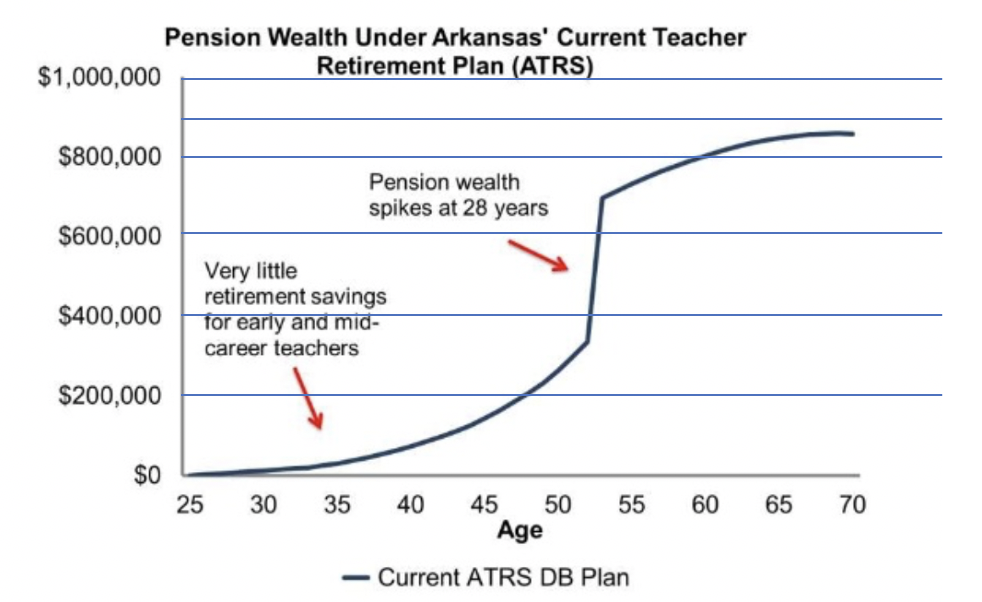 Pension Wealth Under Arkansas' Current Teacher
Retirement Plan (ATRS)
$1,000,000
$800,000
$600,000
$400,000
$200,000
$0
Pension wealth
spikes at 28 years
Very little
retirement savings
for early and mid-
career teachers
25 30 35 40 45 50 55 60 65 70
Age
Current ATRS DB Plan